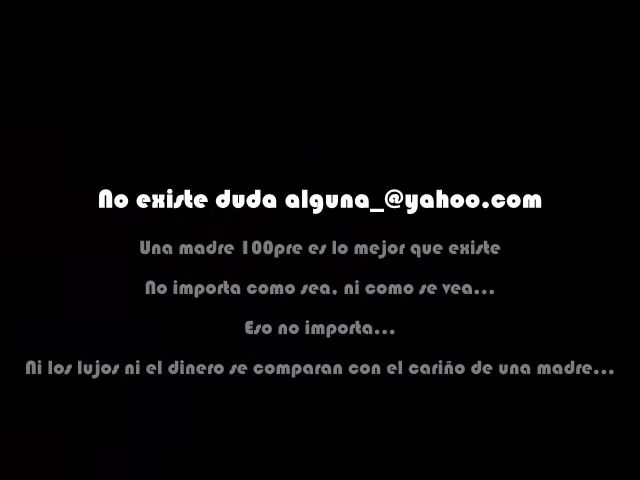 No existe duda alguna_@yahoo.com
Una madre 100pre es lo mejor que existe
No importa como sea, ni como se vea...
Eso no importa...
Ni los lujos ni el dinero se comparan con el cariño de una madre...